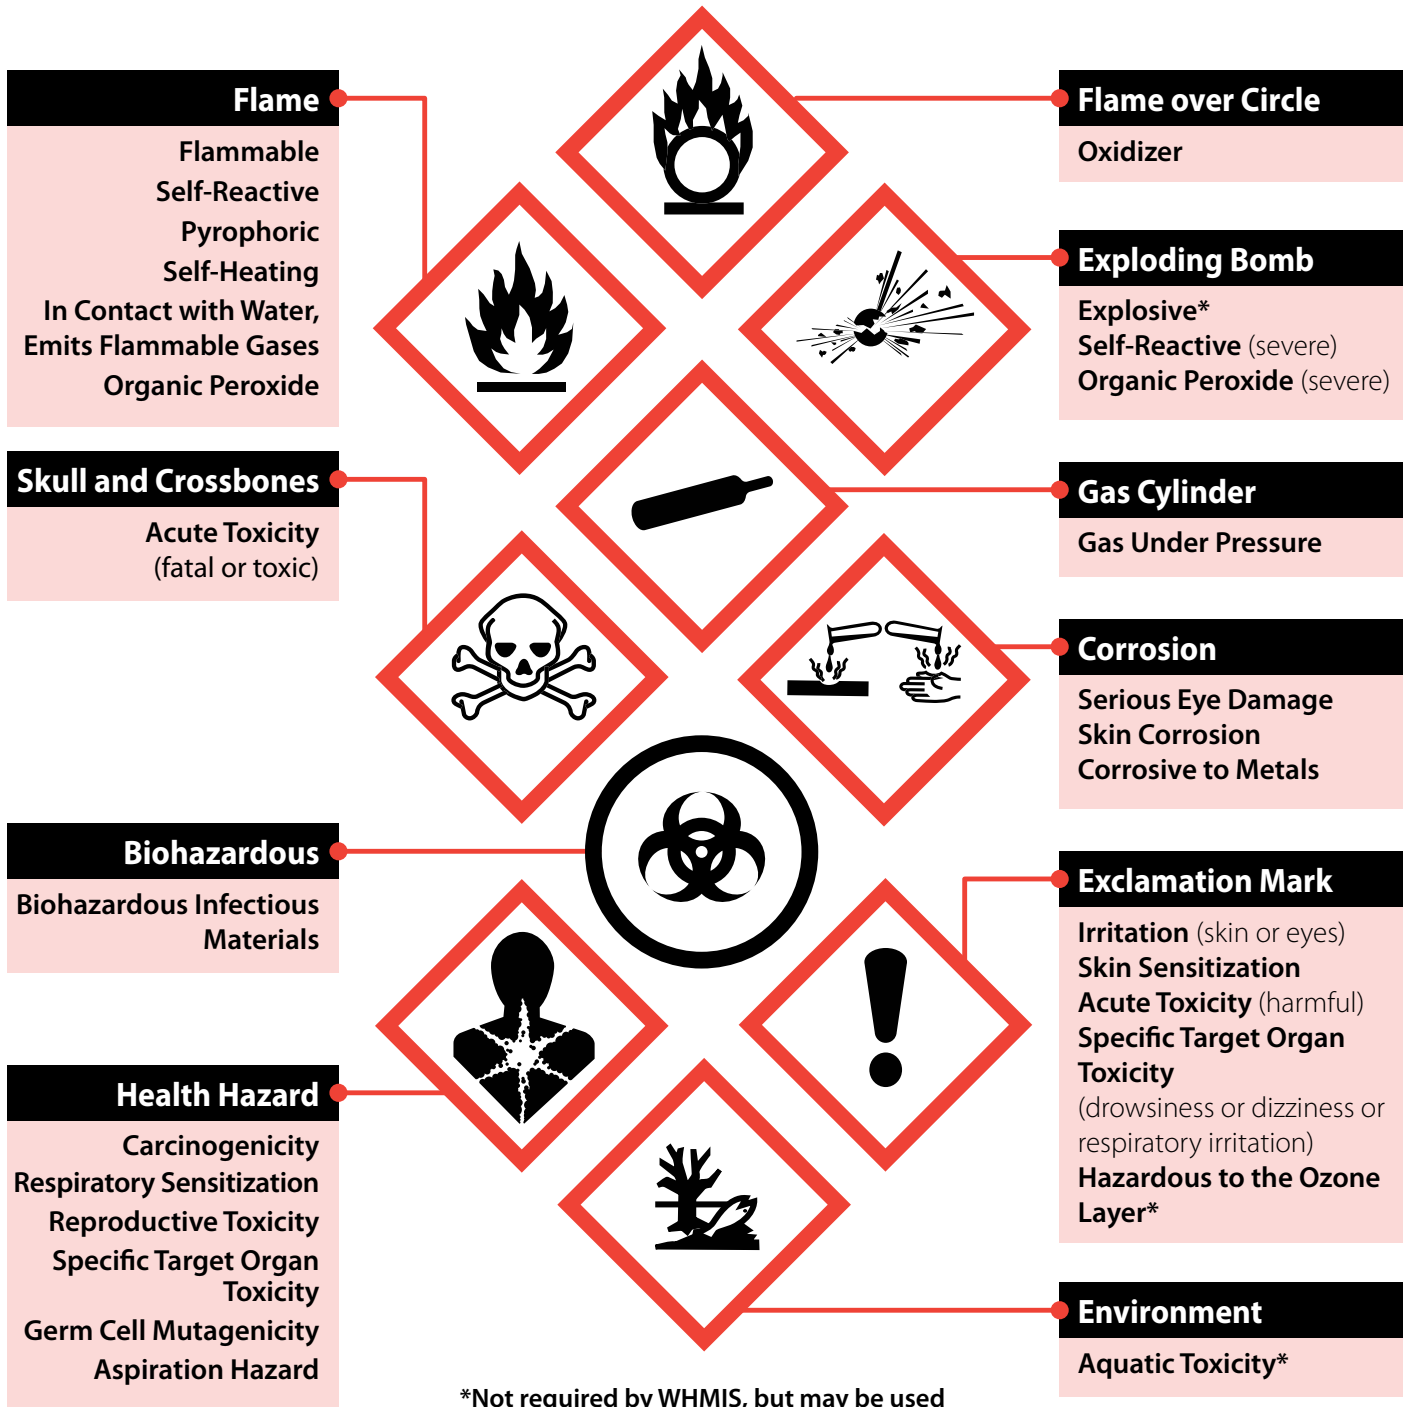 Flame
Flammable
Self-Reactive
Pyrophoric
Self-Heating
In Contact with Water,
Emits Flammable Gases
Organic Peroxide
Skull and Crossbones
Acute Toxicity
(fatal or toxic)
Biohazardous
Biohazardous Infectious
Materials
Health Hazard
Carcinogenicity
Respiratory Sensitization
Reproductive Toxicity
Specific Target Organ
Toxicity
Germ Cell Mutagenicity
Aspiration Hazard
Flame over Circle
Oxidizer
Exploding Bomb
Explosive*
Self-Reactive (severe)
Organic Peroxide (severe)
Gas Cylinder
Gas Under Pressure
Corrosion
Serious Eye Damage
Skin Corrosion
Corrosive to Metals
Exclamation Mark
Irritation (skin or eyes)
Skin Sensitization
Acute Toxicity (harmful)
Specific Target Organ
Toxicity
(drowsiness or dizziness or
respiratory irritation)
Hazardous to the Ozone
Layer*
Environment
Aquatic Toxicity*
*Not required by WHMIS, but may be used